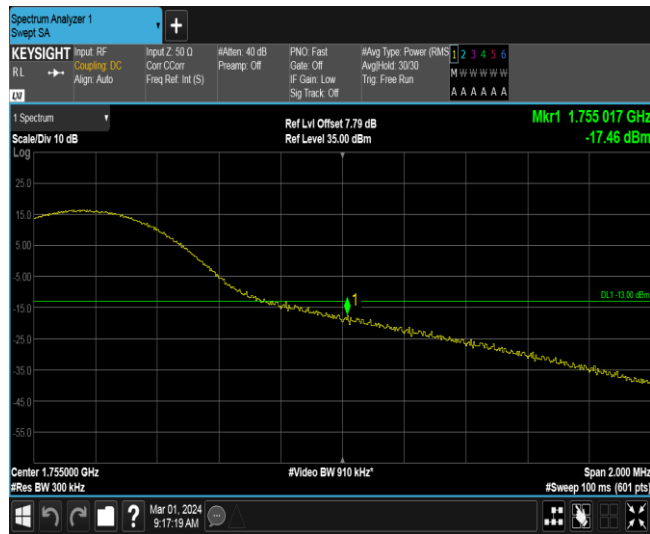 Spectrum Analyzer 1
Swept SA
+
KEYSIGHT
RL
LXI
Input: RF
Coupling: DC
Align: Auto
Input Z: 50 Ω
Corr CCorr
Freq Ref: Int (S)
#Atten: 40 dB
Preamp: Off
PNO: Fast
Gate: Off
IF Gain: Low
Sig Track: Off
#Avg Type: Power (RMS
Avg|Hold: 30/30
Trig: Free Run
1 2 3 4 5 6
M W W W W W
A A A A A A
1 Spectrum
Scale/Div 10 dB
Ref Lvl Offset 7.79 dB
Ref Level 35.00 dBm
Mkr1 1.755 017 GHz
-17.46 dBm
Log
25.0
15.0
5.00
-5.00
-15.0
-25.0
-35.0
-45.0
-55.0
1
DL1 -13.00 dBm
Center 1.755000 GHz
#Res BW 300 kHz
#Video BW 910 kHz*
Span 2.000 MHz
#Sweep 100 ms (601 pts)
?
Mar 01, 2024
9:17:19 AM